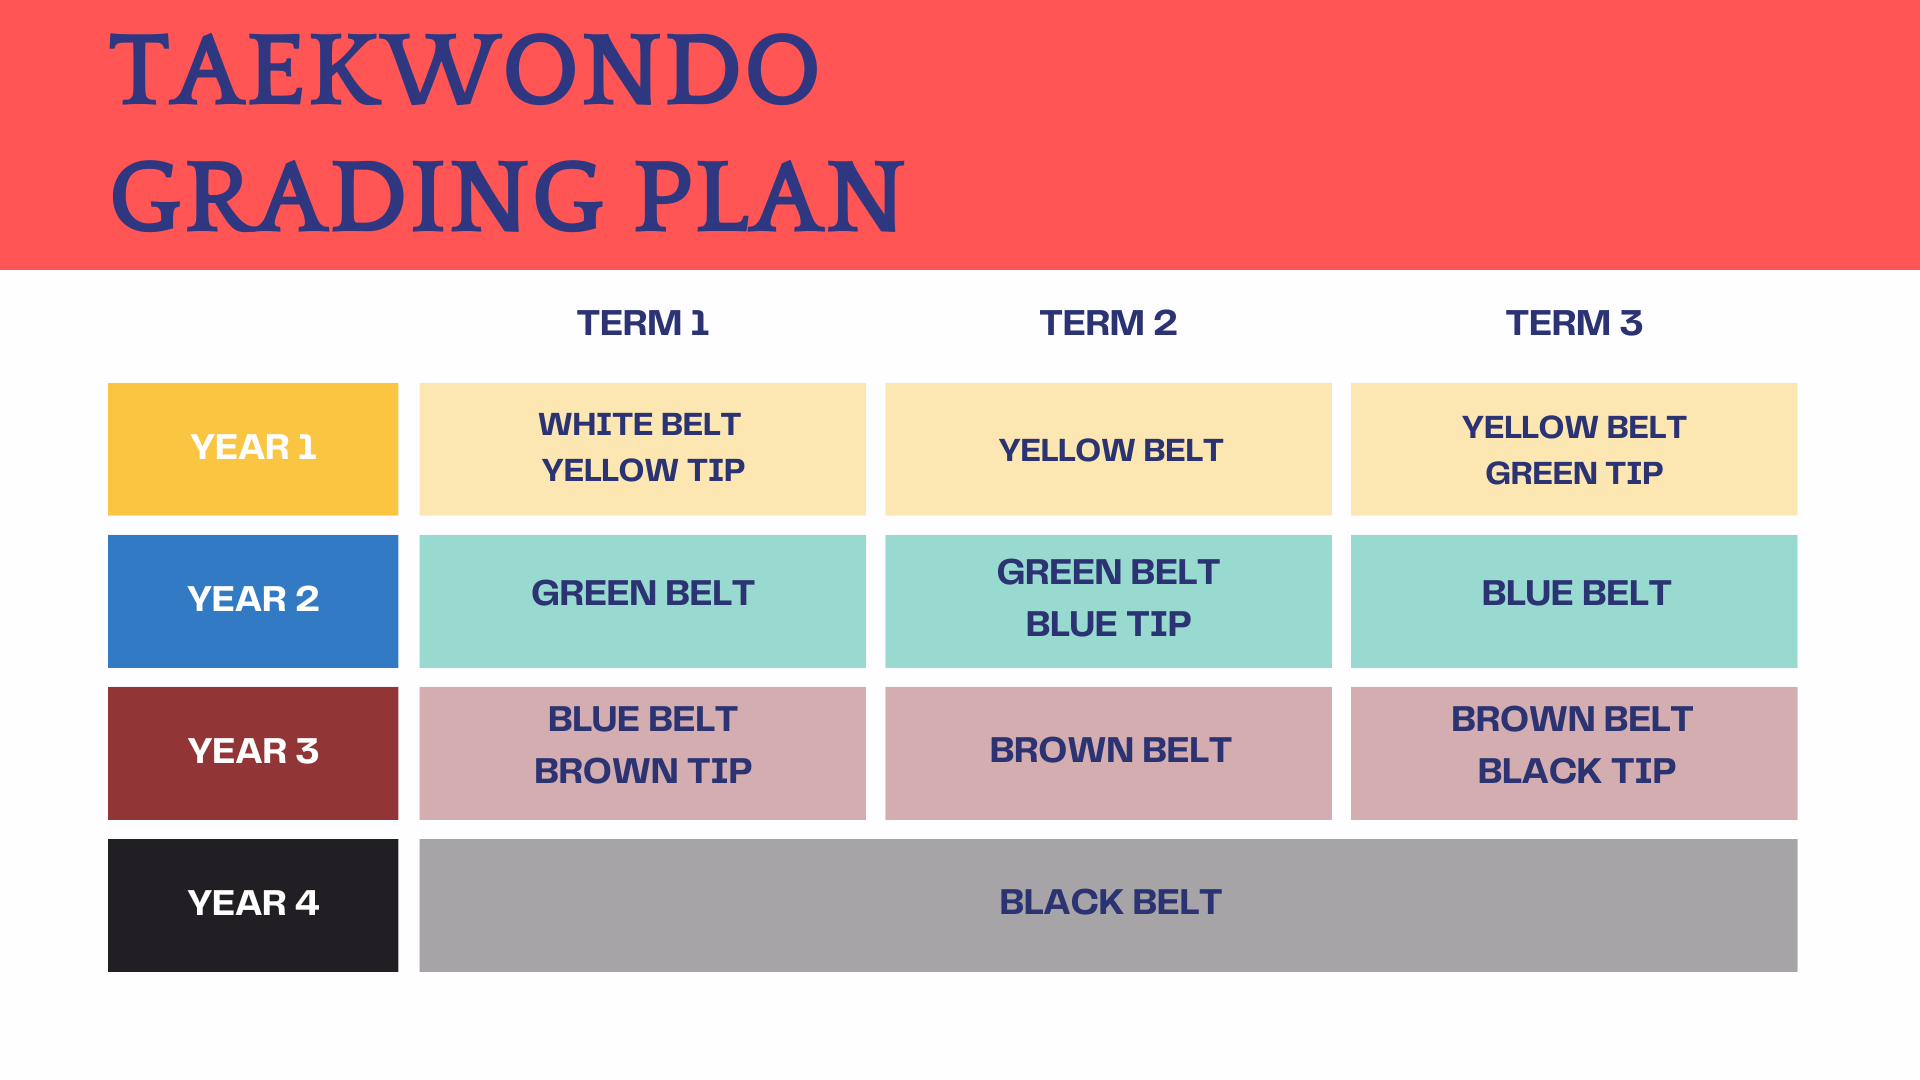 TAEKWONDO
GRADING PLAN
TERM 1
TERM 2
TERM 3
YEAR 1
WHITE BELT
YELLOW TIP
YELLOW BELT
YELLOW BELT
GREEN TIP
YEAR 2
GREEN BELT
GREEN BELT
BLUE TIP
BLUE BELT
YEAR 3
BLUE BELT
BROWN TIP
BROWN BELT
BROWN BELT
BLACK TIP
YEAR 4
BLACK BELT